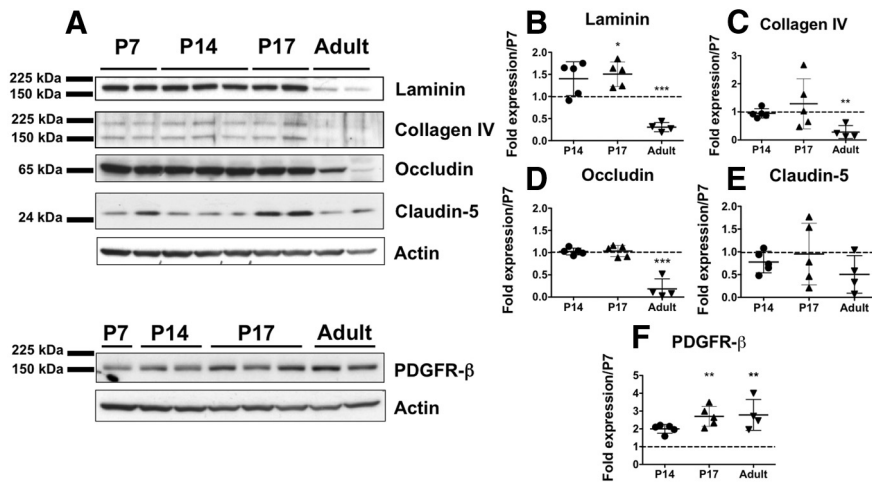 A
P7 P14 P17 Adult
225 kDa
150 kDa
Laminin
225 kDa
150 kDa
Collagen IV
65 kDa
Occludin
24 kDa
Claudin-5
Actin
P7 P14 P17 Adult
225 kDa
150 kDa
PDGFR-β
Actin
B
Laminin
Fold expression/P7
2.0
1.5
1.0
0.5
0.0
*
***
P14 P17 Adult
C
Collagen IV
Fold expression/P7
3
2
1
0
**
P14 P17 Adult
D
Occludin
Fold expression/P7
2.0
1.5
1.0
0.5
0.0
***
P14 P17 Adult
E
Claudin-5
Fold expression/P7
2.0
1.5
1.0
0.5
0.0
P14 P17 Adult
F
PDGFR-β
Fold expression/P7
5
4
3
2
1
0
** **
P14 P17 Adult